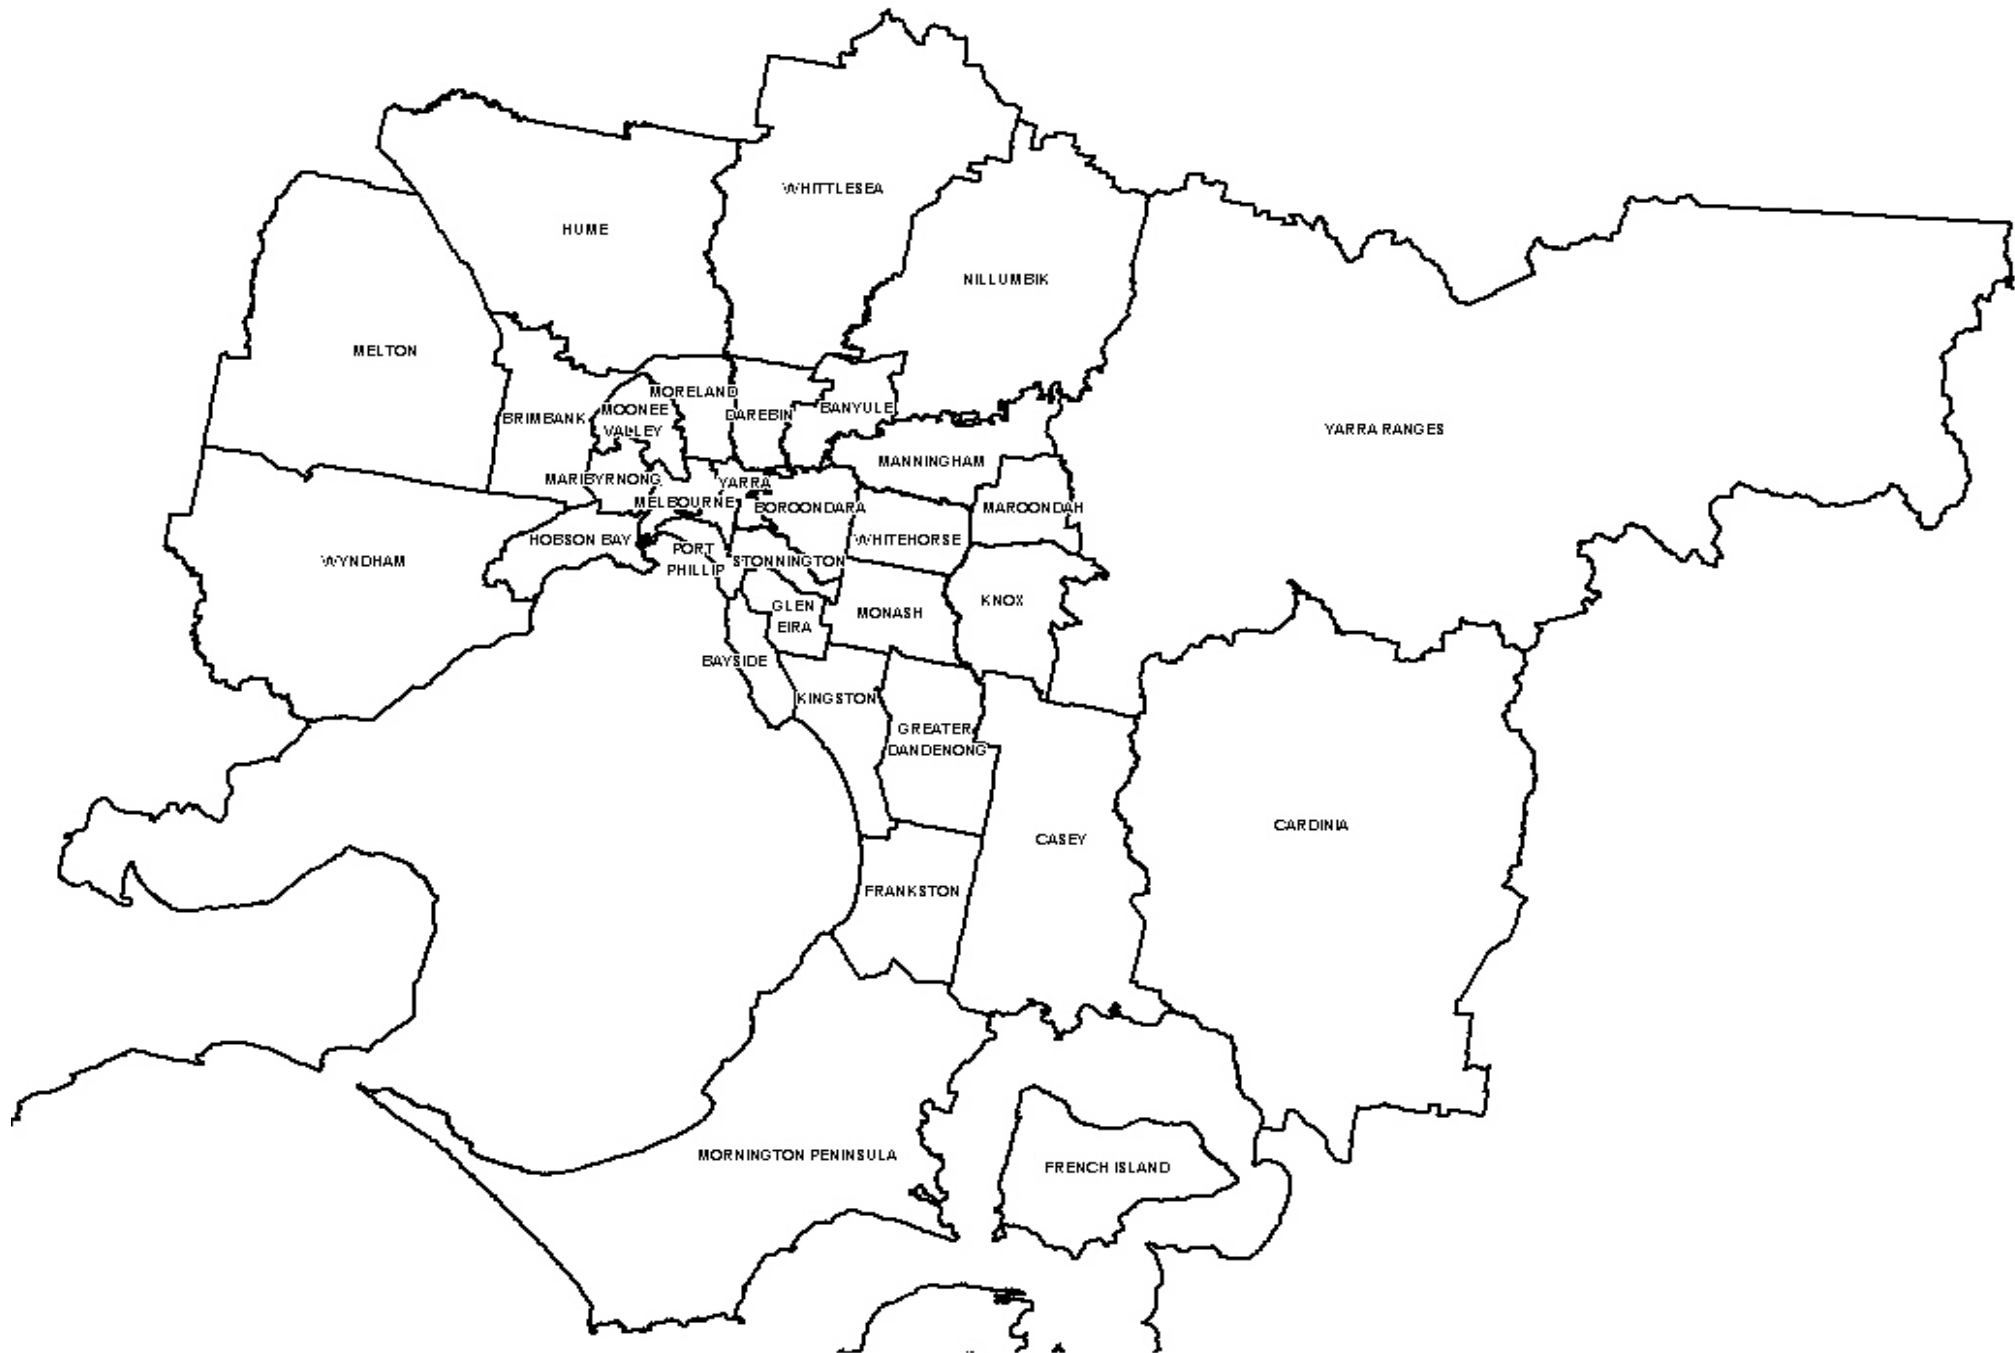 WHITTLESEA
HUME
NILLUMBIK
MELTON
MORELAND
MOONEE
VALLEY
BRIMBANK
DAREBIN
BANYULE
YARRA RANGES
MANNINGHAM
MARIBYRNONG
YARRA
MELBOURNE
BOROONDARA
MAROONDAH
HOBSON BAY
WHITEHORSE
PORT
PHILLIP
STONNINGTON
WYNDHAM
GLEN
EIRA
MONASH
KNOX
BAYSIDE
KINGSTON
GREATER
DANDENONG
CASEY
CARDINIA
FRANKSTON
MORNINGTON PENINSULA
FRENCH ISLAND